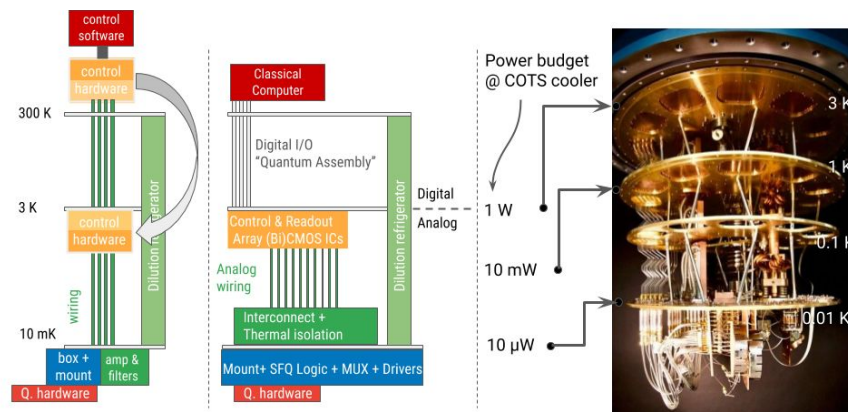 control
software
control
hardware
300 K
3 K
control
hardware
wiring
10 mK
box +
mount
amp &
filters
Q. hardware
Dilution refrigerator
Classical
Computer
Digital I/O
"Quantum Assembly"
Control & Readout
Array (Bi)CMOS ICs
Analog
wiring
Interconnect +
Thermal isolation
Mount+ SFQ Logic + MUX + Drivers
Q. hardware
Dilution refrigerator
Digital
Analog
Power budget
@ COTS cooler
1 W
10 mW
10 µW
3 K
1 K
0.1 K
0.01 K